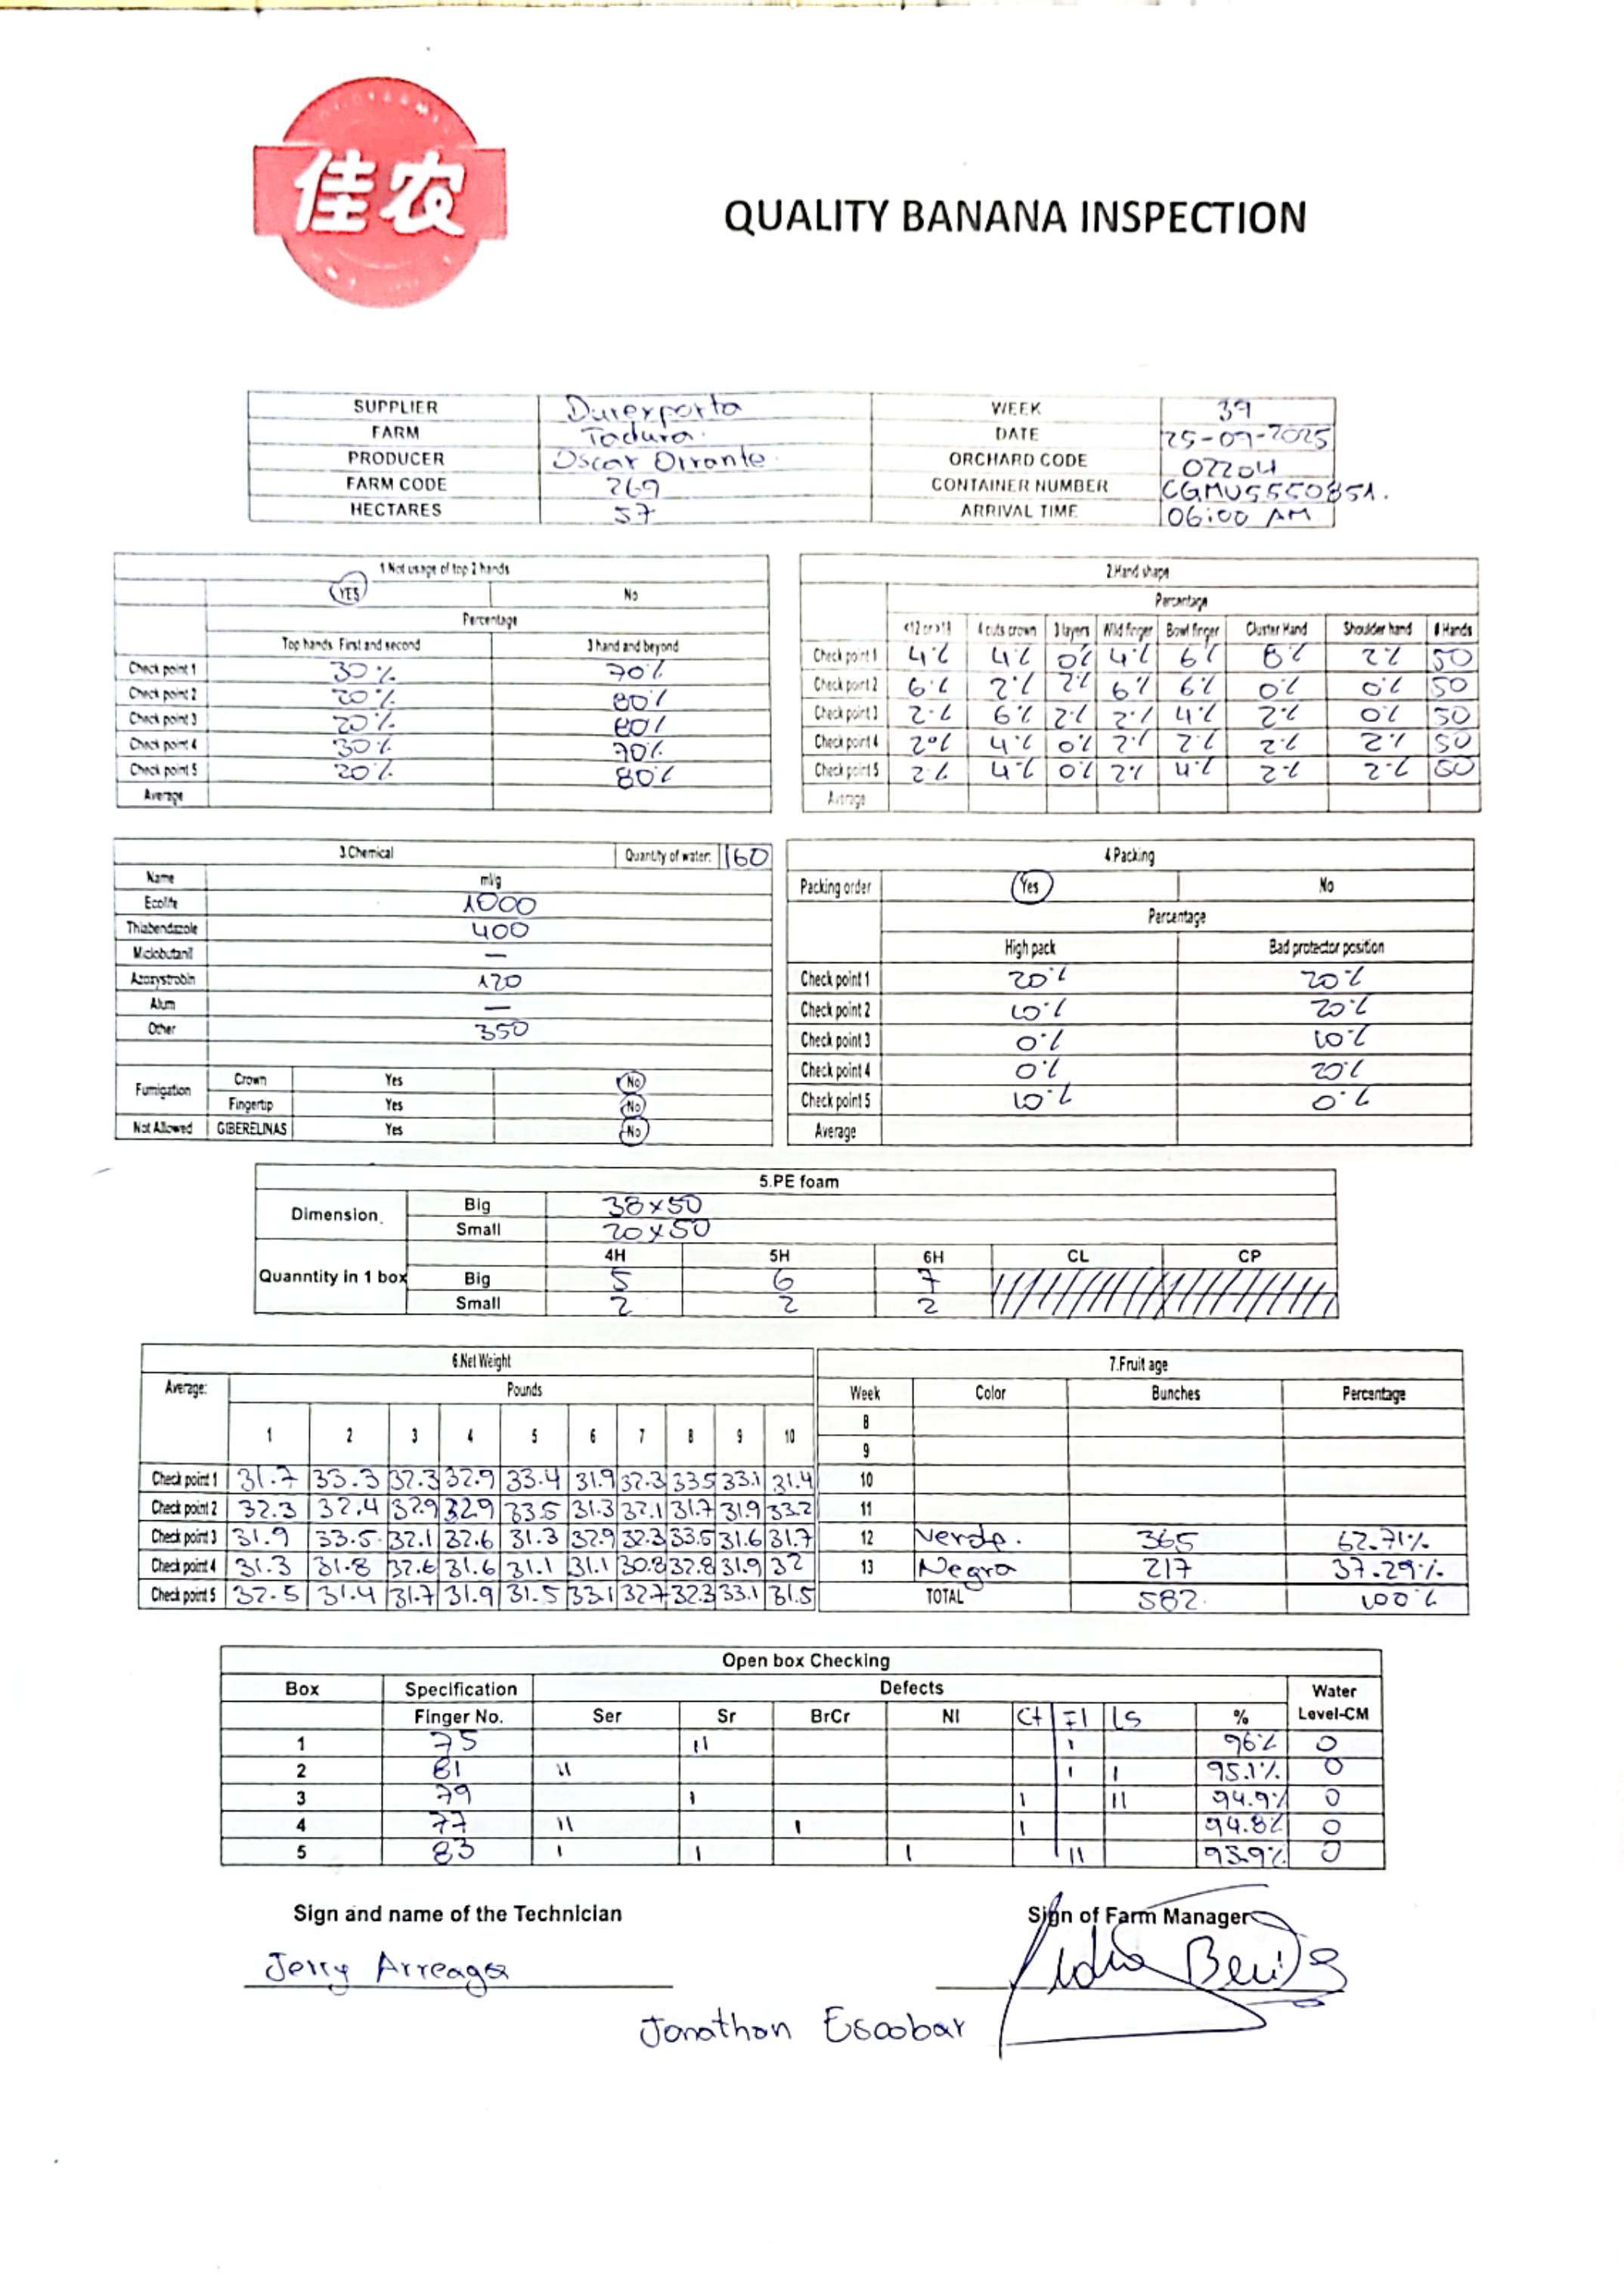 佳农
QUALITY BANANA INSPECTION
SUPPLIER Durexporta WEEK 39
FARM Tadura. DATE 25-09-2025
PRODUCER Oscar Orrante. ORCHARD CODE 02204
FARM CODE 269 CONTAINER NUMBER CGMU5550851.
HECTARES 57 ARRIVAL TIME 06:00 AM
1.Not usage of top 2 hands
YES No
Percentage
Top hands. First and second 3 hand and beyond
Check point 1 30% 70%
Check point 2 20% 80%
Check point 3 20% 80%
Check point 4 30% 70%
Check point 5 20% 80%
Average
2.Hand shape
Percentage
<12 or >18 4 cuts crown 3 layers Wild finger Bowl finger Cluster Hand Shoulder hand # Hands
Check point 1 4% 4% 0% 4% 6% 8% 2% 50
Check point 2 6% 2% 2% 6% 6% 0% 0% 50
Check point 3 2% 6% 2% 2% 4% 2% 0% 50
Check point 4 2% 4% 0% 2% 2% 2% 2% 50
Check point 5 2% 4% 0% 2% 4% 2% 2% 50
Average
3.Chemical Quantity of water: 160
Name ml/g
Ecolife 1000
Thiabendazole 400
Miclobutanil —
Azoxystrobin 120
Alum —
Other 350
Fumigation Crown Yes No
Fingertip Yes No
Not Allowed GIBERELINAS Yes No
4.Packing
Packing order Yes No
Percentage
High pack Bad protector position
Check point 1 20% 20%
Check point 2 10% 20%
Check point 3 0% 10%
Check point 4 0% 20%
Check point 5 10% 0%
Average
5.PE foam
Dimension Big 38x50
Small 20x50
4H 5H 6H CL CP
Quanntity in 1 box Big 5 6 7
Small 2 2 2
6.Net Weight
Average: Pounds
1 2 3 4 5 6 7 8 9 10
Check point 1 31.7 33.3 32.3 32.9 33.4 31.9 32.3 33.5 33.1 31.4
Check point 2 32.3 32.4 32.9 32.9 33.5 31.3 32.1 31.7 31.9 33.2
Check point 3 31.9 33.5 32.1 32.6 31.3 32.9 32.3 33.5 31.6 31.7
Check point 4 31.3 31.8 32.6 31.6 31.1 31.1 30.8 32.8 31.9 32
Check point 5 32.5 31.4 31.7 31.9 31.5 33.1 32.7 32.3 33.1 31.5
7.Fruit age
Week Color Bunches Percentage
8
9
10
11
12 Verde. 365 62.71%
13 Negra 217 37.29%
TOTAL 582. 100%
Open box Checking
Box Specification Defects Water
Finger No. Ser Sr BrCr NI Ct FI LS % Level-CM
1 75 11 1 96% 0
2 81 11 1 1 95.1% 0
3 79 1 1 11 94.9% 0
4 77 11 1 1 94.8% 0
5 83 1 1 1 11 93.9% 0
Sign and name of the Technician Sign of Farm Manager
Jerry Arreaga
Jonathon Escobar